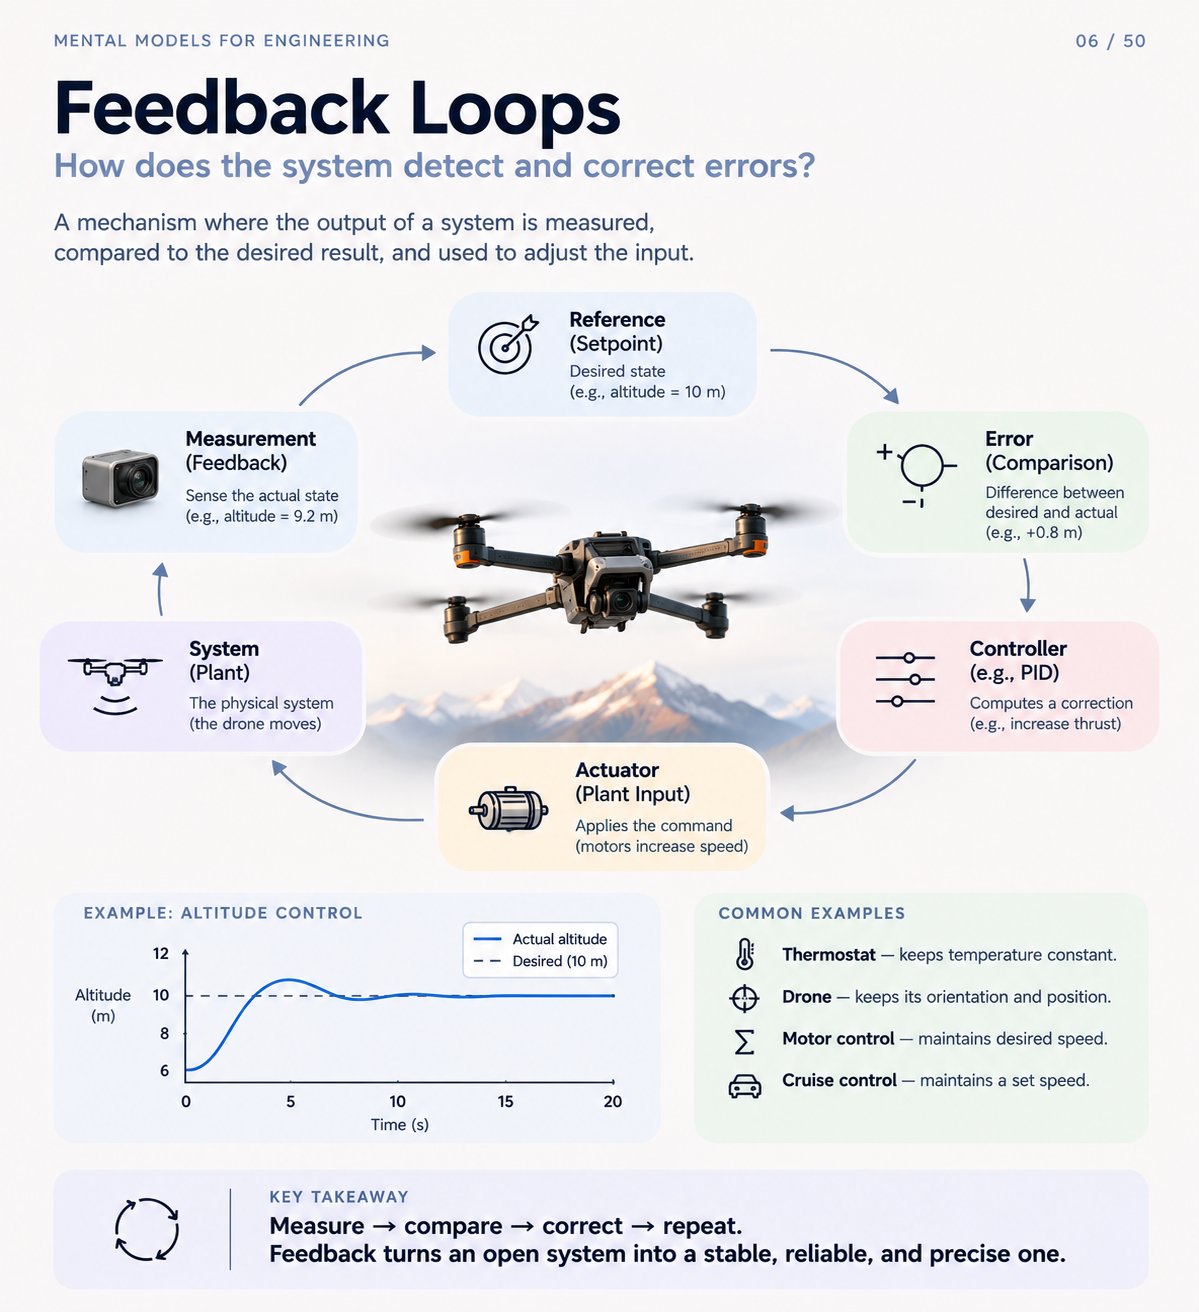 MENTAL MODELS FOR ENGINEERING
06 / 50
Feedback Loops
How does the system detect and correct errors?
A mechanism where the output of a system is measured,
compared to the desired result, and used to adjust the input.
Reference
(Setpoint)
Desired state
(e.g., altitude = 10 m)
Error
(Comparison)
Difference between
desired and actual
(e.g., +0.8 m)
Controller
(e.g., PID)
Computes a correction
(e.g., increase thrust)
Actuator
(Plant Input)
Applies the command
(motors increase speed)
System
(Plant)
The physical system
(the drone moves)
Measurement
(Feedback)
Sense the actual state
(e.g., altitude = 9.2 m)
EXAMPLE: ALTITUDE CONTROL
Actual altitude
Desired (10 m)
Altitude
(m)
12
10
8
6
0 5 10 15 20
Time (s)
COMMON EXAMPLES
Thermostat — keeps temperature constant.
Drone — keeps its orientation and position.
Motor control — maintains desired speed.
Cruise control — maintains a set speed.
KEY TAKEAWAY
Measure → compare → correct → repeat.
Feedback turns an open system into a stable, reliable, and precise one.